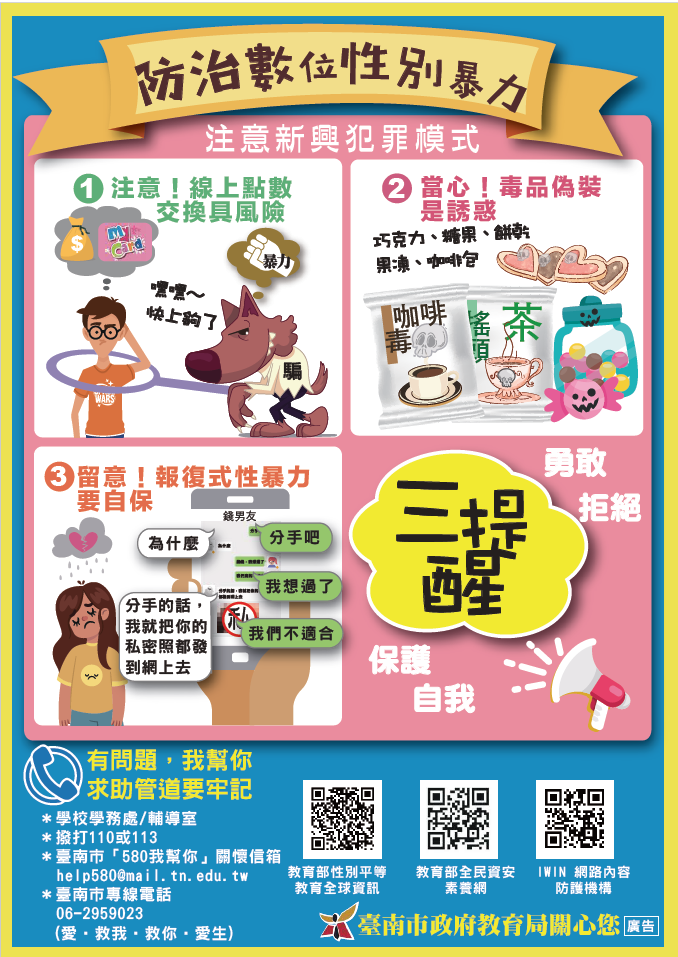 防治數位性別暴力
注意新興犯罪模式
1 注意！線上點數
交換具風險
$
My
Card
暴力
嘿嘿～
快上鉤了
WARS
騙
2 當心！毒品偽裝
是誘惑
巧克力、糖果、餅乾
果凍、咖啡包
咖啡
毒
搖
頭
茶
3 留意！報復式性暴力
要自保
錢男友
分手吧
為什麼
為什麼
我想過了
分手的話，
我就把你的
私密照都發
到網上去
私
我們不適合
勇敢
拒絕
三提
醒
保護
自我
有問題，我幫你
求助管道要牢記
＊學校學務處/輔導室
＊撥打110或113
＊臺南市「580我幫你」關懷信箱
help580@mail.tn.edu.tw
＊臺南市專線電話
06-2959023
(愛・救我・救你・愛生)
教育部性別平等
教育全球資訊
教育部全民資安
素養網
IWIN 網路內容
防護機構
臺南市政府教育局關心您 廣告